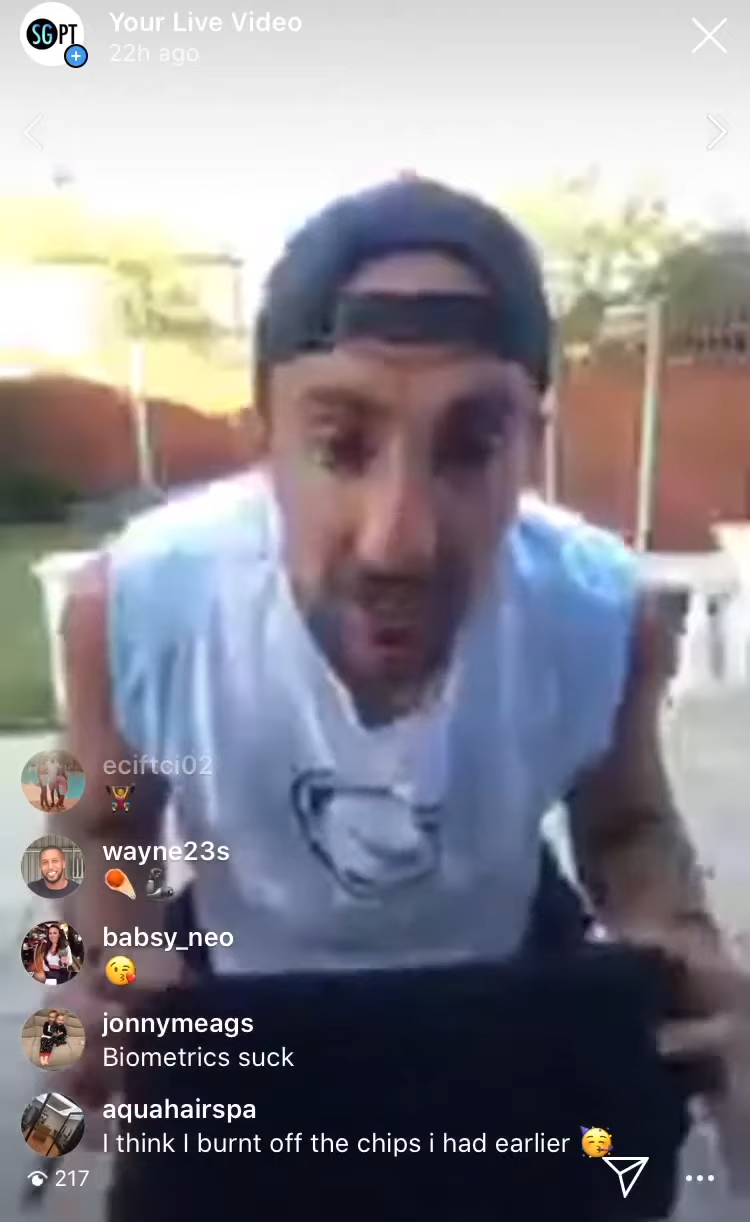 SGPT
Your Live Video
22h ago
eciftci02
wayne23s
babsy_neo
😘
jonnymeags
Biometrics suck
aquahairspa
I think I burnt off the chips i had earlier 🥳
217